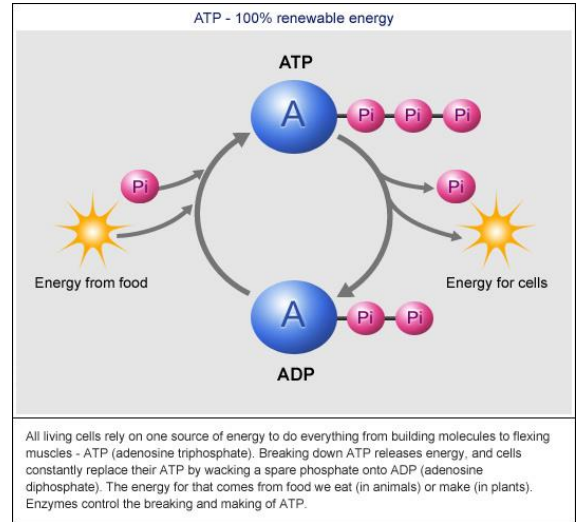 ATP - 100% renewable energy
ATP
A Pi Pi Pi
Pi Pi
Energy from food Energy for cells
A Pi Pi
ADP
All living cells rely on one source of energy to do everything from building molecules to flexing
muscles - ATP (adenosine triphosphate). Breaking down ATP releases energy, and cells
constantly replace their ATP by wacking a spare phosphate onto ADP (adenosine
diphosphate). The energy for that comes from food we eat (in animals) or make (in plants).
Enzymes control the breaking and making of ATP.